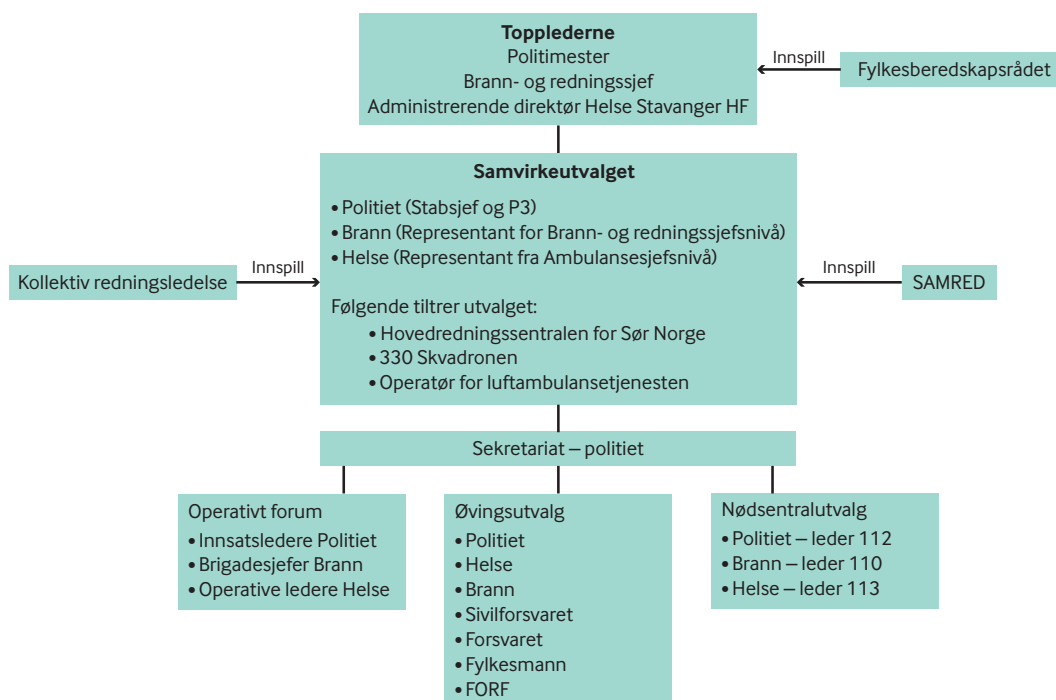 Topplederne
Politimester
Brann- og redningssjef
Administrerende direktør Helse Stavanger HF
Innspill
Fylkesberedskapsrådet
Samvirkeutvalget
• Politiet (Stabsjef og P3)
• Brann (Representant for Brann- og redningssjefsnivå)
• Helse (Representant fra Ambulansesjefsnivå)
Kollektiv redningsledelse
Innspill
Innspill
SAMRED
Følgende tiltrer utvalget:
• Hovedredningssentralen for Sør Norge
• 330 Skvadronen
• Operatør for luftambulansetjenesten
Sekretariat – politiet
Operativt forum
• Innsatsledere Politiet
• Brigadesjefer Brann
• Operative ledere Helse
Øvingsutvalg
• Politiet
• Helse
• Brann
• Sivilforsvaret
• Forsvaret
• Fylkesmann
• FORF
Nødsentralutvalg
• Politiet – leder 112
• Brann – leder 110
• Helse – leder 113